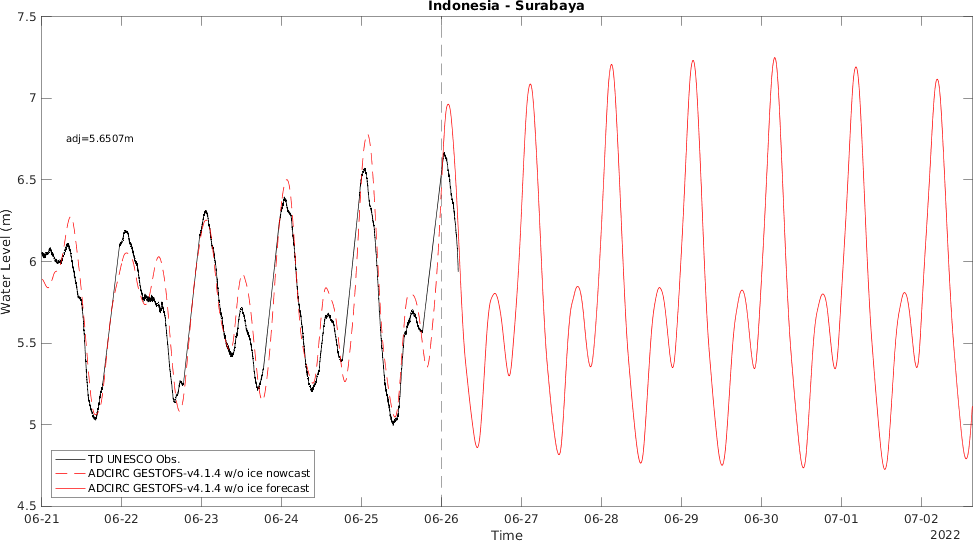 Indonesia - Surabaya
7.5
7
6.5
6
5.5
5
4.5
Water Level (m)
adj=5.6507m
TD UNESCO Obs.
ADCIRC GESTOFS-v4.1.4 w/o ice nowcast
ADCIRC GESTOFS-v4.1.4 w/o ice forecast
06-21 06-22 06-23 06-24 06-25 06-26 06-27 06-28 06-29 06-30 07-01 07-02
Time
2022